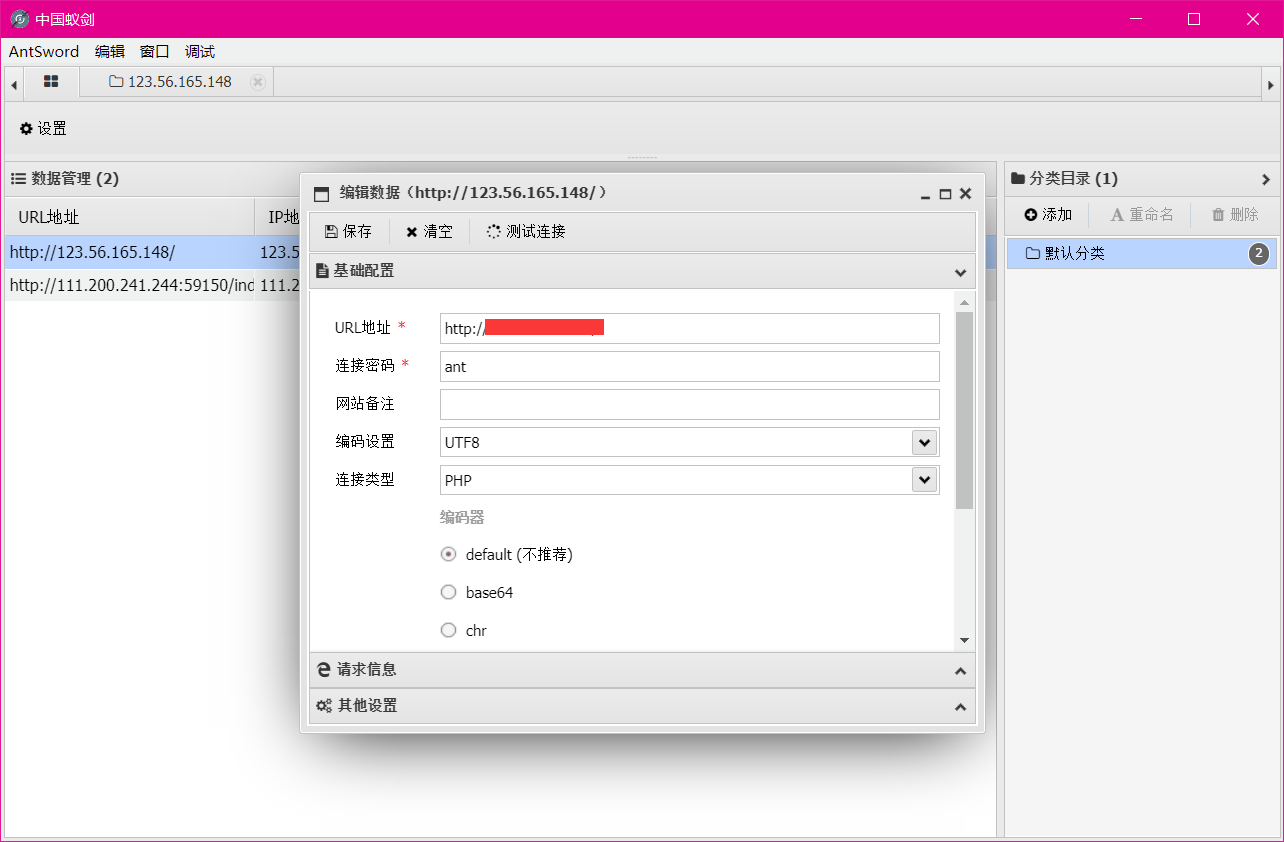 中国蚁剑
AntSword 编辑 窗口 调试
123.56.165.148
设置
数据管理 (2)
URL地址 IP地
http://123.56.165.148/ 123.5
http://111.200.241.244:59150/ind 111.2
编辑数据（http://123.56.165.148/）
保存 清空 测试连接
基础配置
URL地址 * http:/
连接密码 * ant
网站备注
编码设置 UTF8
连接类型 PHP
编码器
default (不推荐)
base64
chr
请求信息
其他设置
分类目录 (1)
添加 重命名 删除
默认分类 2